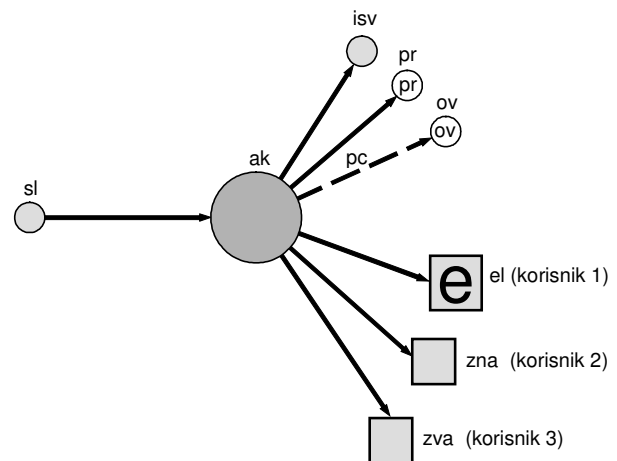 isv
pr
pr
ov
ov
pc
ak
sl
e
el (korisnik 1)
zna (korisnik 2)
zva (korisnik 3)